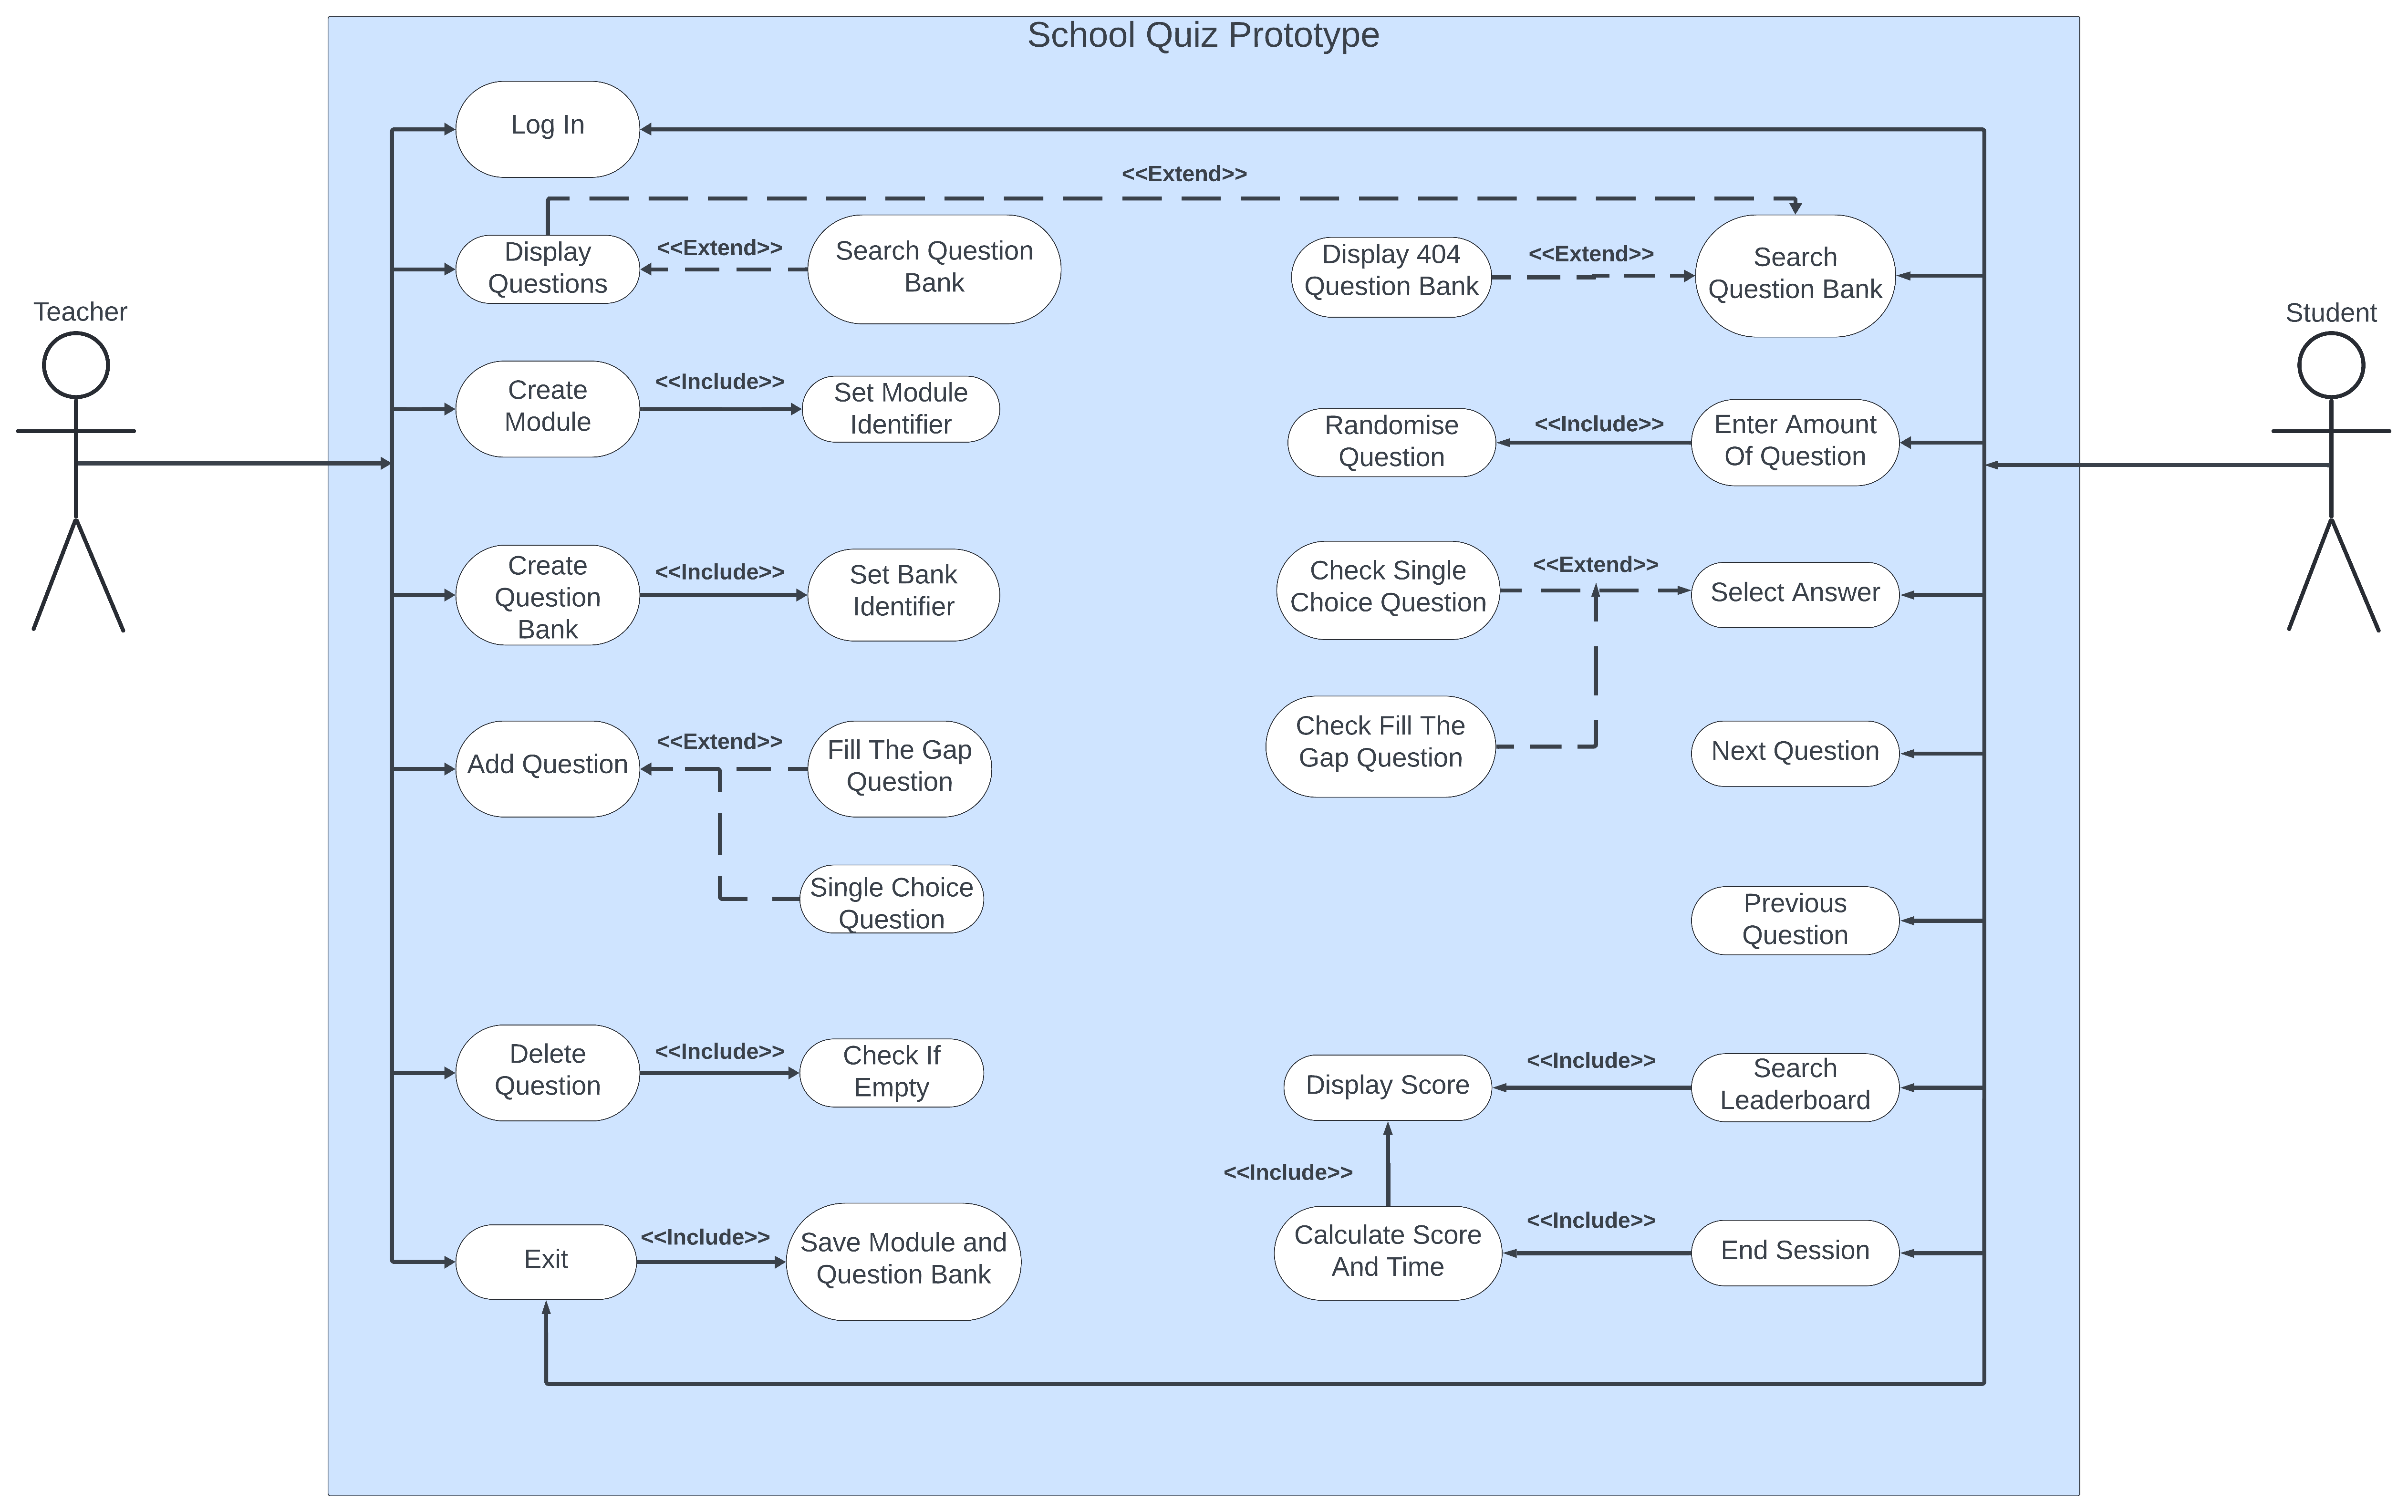 School Quiz Prototype
Log In
<<Extend>>
Display
Questions
<<Extend>>
Search Question
Bank
Display 404
Question Bank
<<Extend>>
Search
Question Bank
Teacher
Student
Create
Module
<<Include>>
Set Module
Identifier
Randomise
Question
<<Include>>
Enter Amount
Of Question
Create
Question
Bank
<<Include>>
Set Bank
Identifier
Check Single
Choice Question
<<Extend>>
Select Answer
Add Question
<<Extend>>
Fill The Gap
Question
Check Fill The
Gap Question
Next Question
Single Choice
Question
Previous
Question
Delete
Question
<<Include>>
Check If
Empty
Display Score
<<Include>>
Search
Leaderboard
<<Include>>
Exit
<<Include>>
Save Module and
Question Bank
Calculate Score
And Time
<<Include>>
End Session